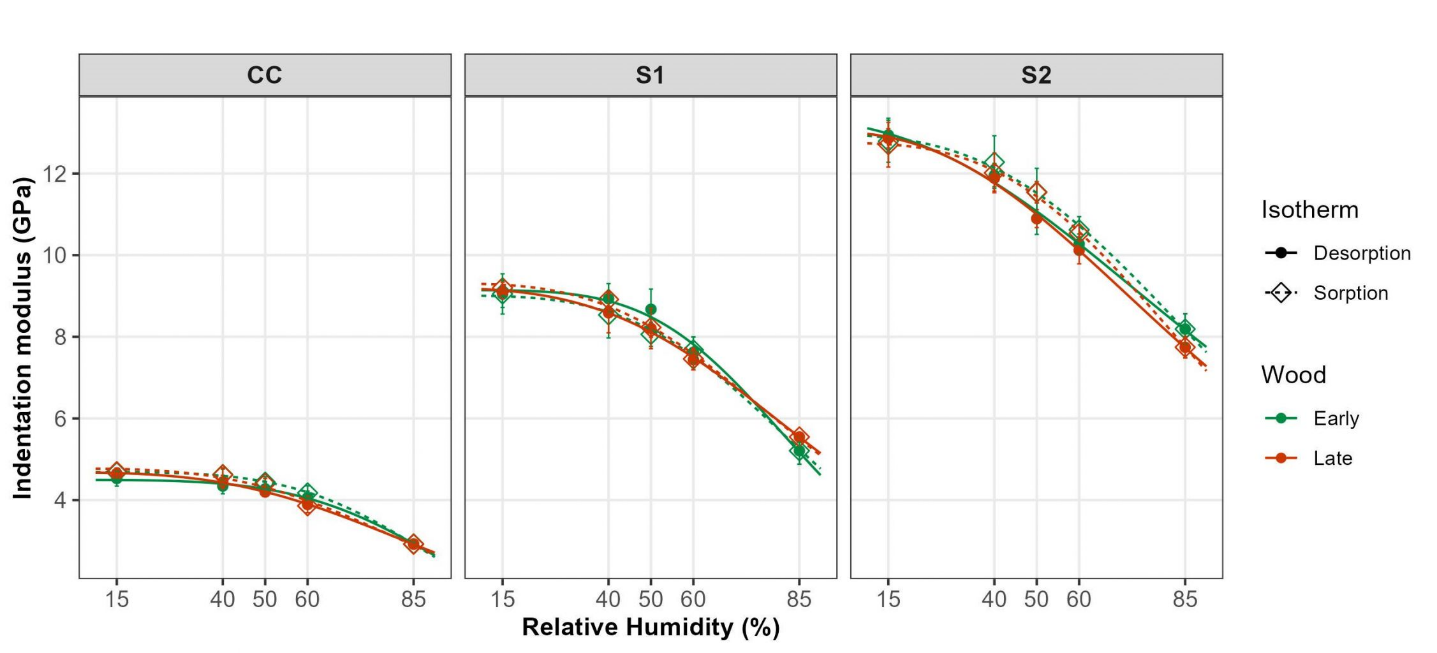 CC
S1
S2
Indentation modulus (GPa)
12
10
8
6
4
15 40 50 60 85
15 40 50 60 85
15 40 50 60 85
Relative Humidity (%)
Isotherm
Desorption
Sorption
Wood
Early
Late